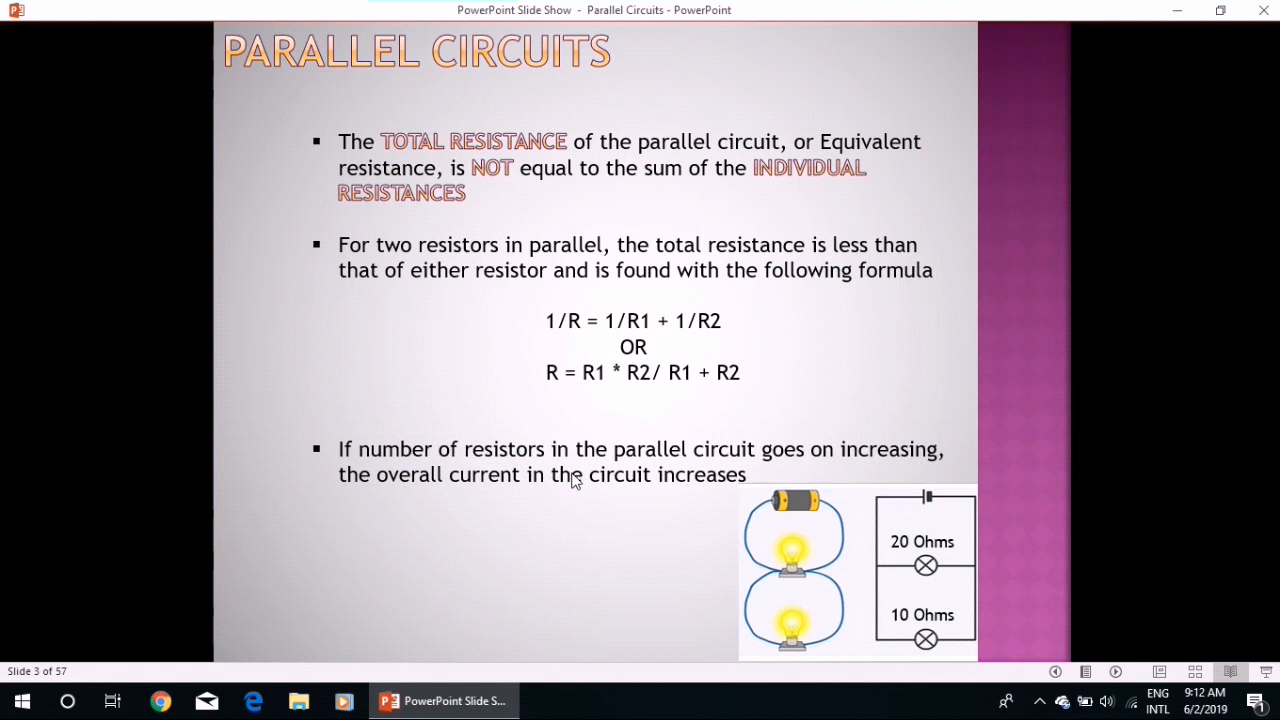 PowerPoint Slide Show - Parallel Circuits - PowerPoint
PARALLEL CIRCUITS
▪ The TOTAL RESISTANCE of the parallel circuit, or Equivalent
resistance, is NOT equal to the sum of the INDIVIDUAL
RESISTANCES
▪ For two resistors in parallel, the total resistance is less than
that of either resistor and is found with the following formula
1/R = 1/R1 + 1/R2
OR
R = R1 * R2/ R1 + R2
▪ If number of resistors in the parallel circuit goes on increasing,
the overall current in the circuit increases
20 Ohms
10 Ohms
Slide 3 of 57
PowerPoint Slide S...
ENG
INTL
9:12 AM
6/2/2019
1